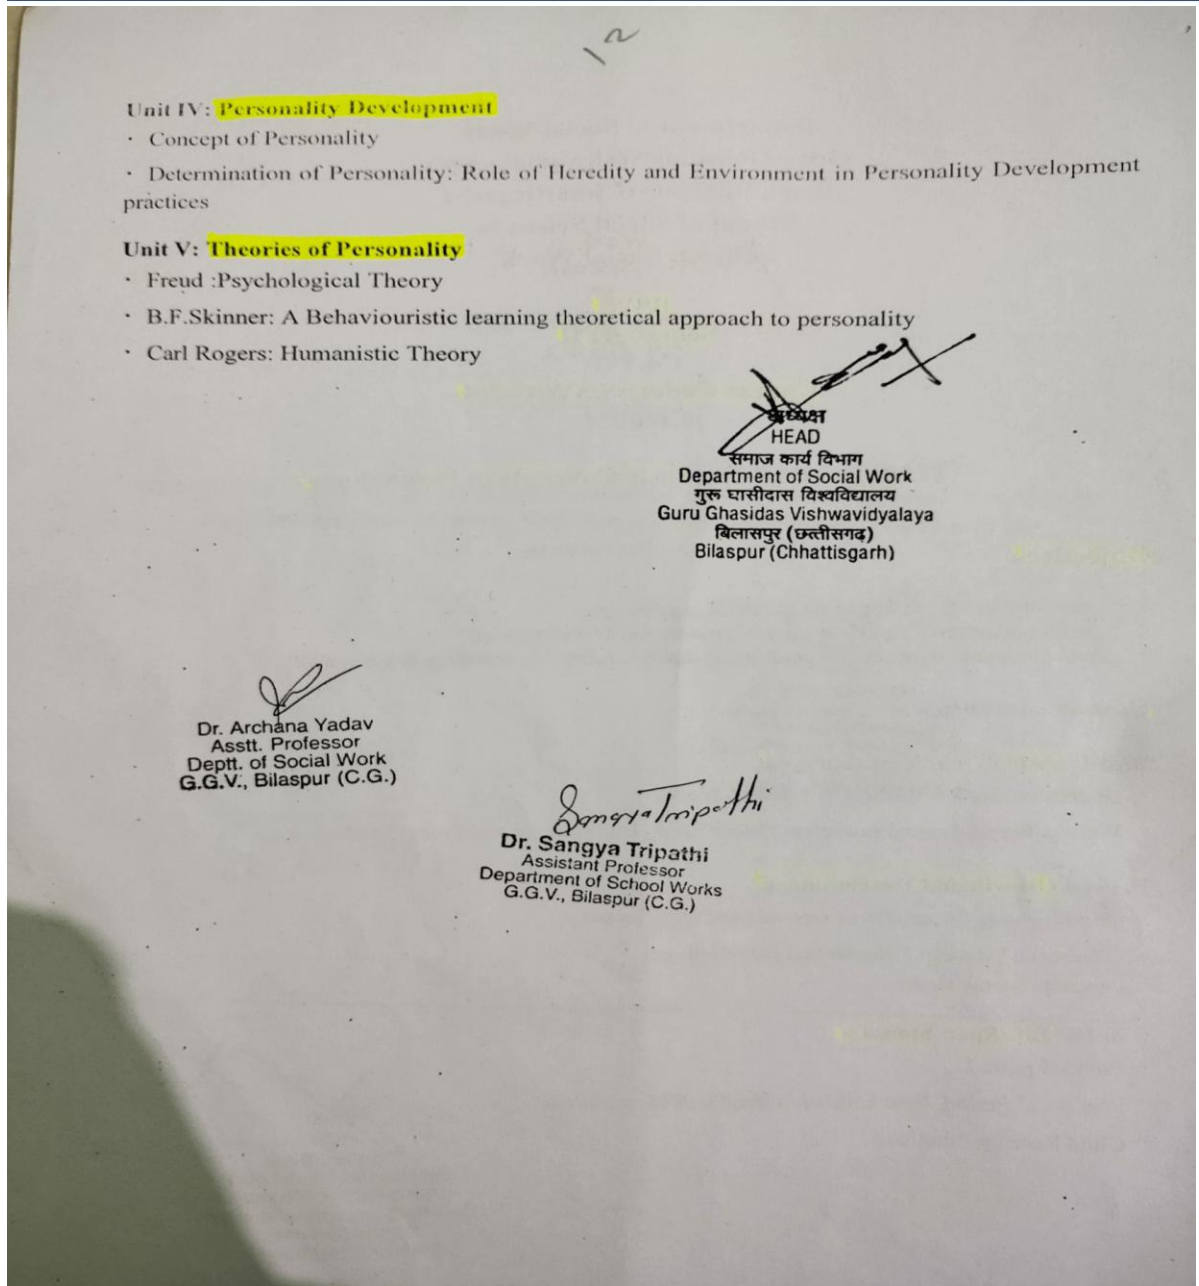 12
Unit IV: Personality Development
· Concept of Personality
· Determination of Personality: Role of Heredity and Environment in Personality Development
practices
Unit V: Theories of Personality
· Freud :Psychological Theory
· B.F.Skinner: A Behaviouristic learning theoretical approach to personality
· Carl Rogers: Humanistic Theory
अध्यक्ष
HEAD
समाज कार्य विभाग
Department of Social Work
गुरू घासीदास विश्वविद्यालय
Guru Ghasidas Vishwavidyalaya
बिलासपुर (छत्तीसगढ़)
Bilaspur (Chhattisgarh)
Dr. Archana Yadav
Asstt. Professor
Deptt. of Social Work
G.G.V., Bilaspur (C.G.)
Sangya Tripathi
Dr. Sangya Tripathi
Assistant Professor
Department of School Works
G.G.V., Bilaspur (C.G.)